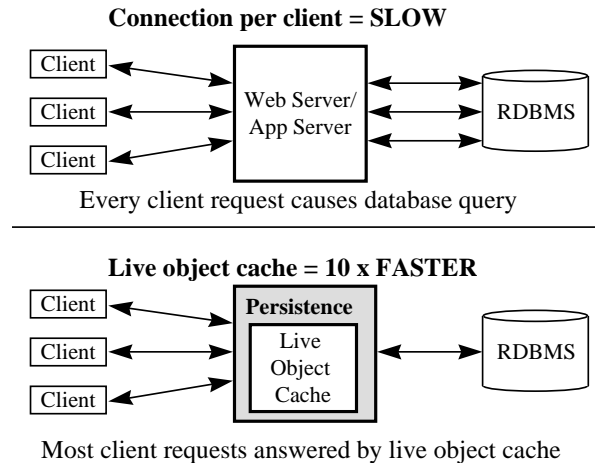 Connection per client = SLOW
Client
Client
Client
Web Server/
App Server
RDBMS
Every client request causes database query
Live object cache = 10 x FASTER
Client
Client
Client
Persistence
Live
Object
Cache
RDBMS
Most client requests answered by live object cache